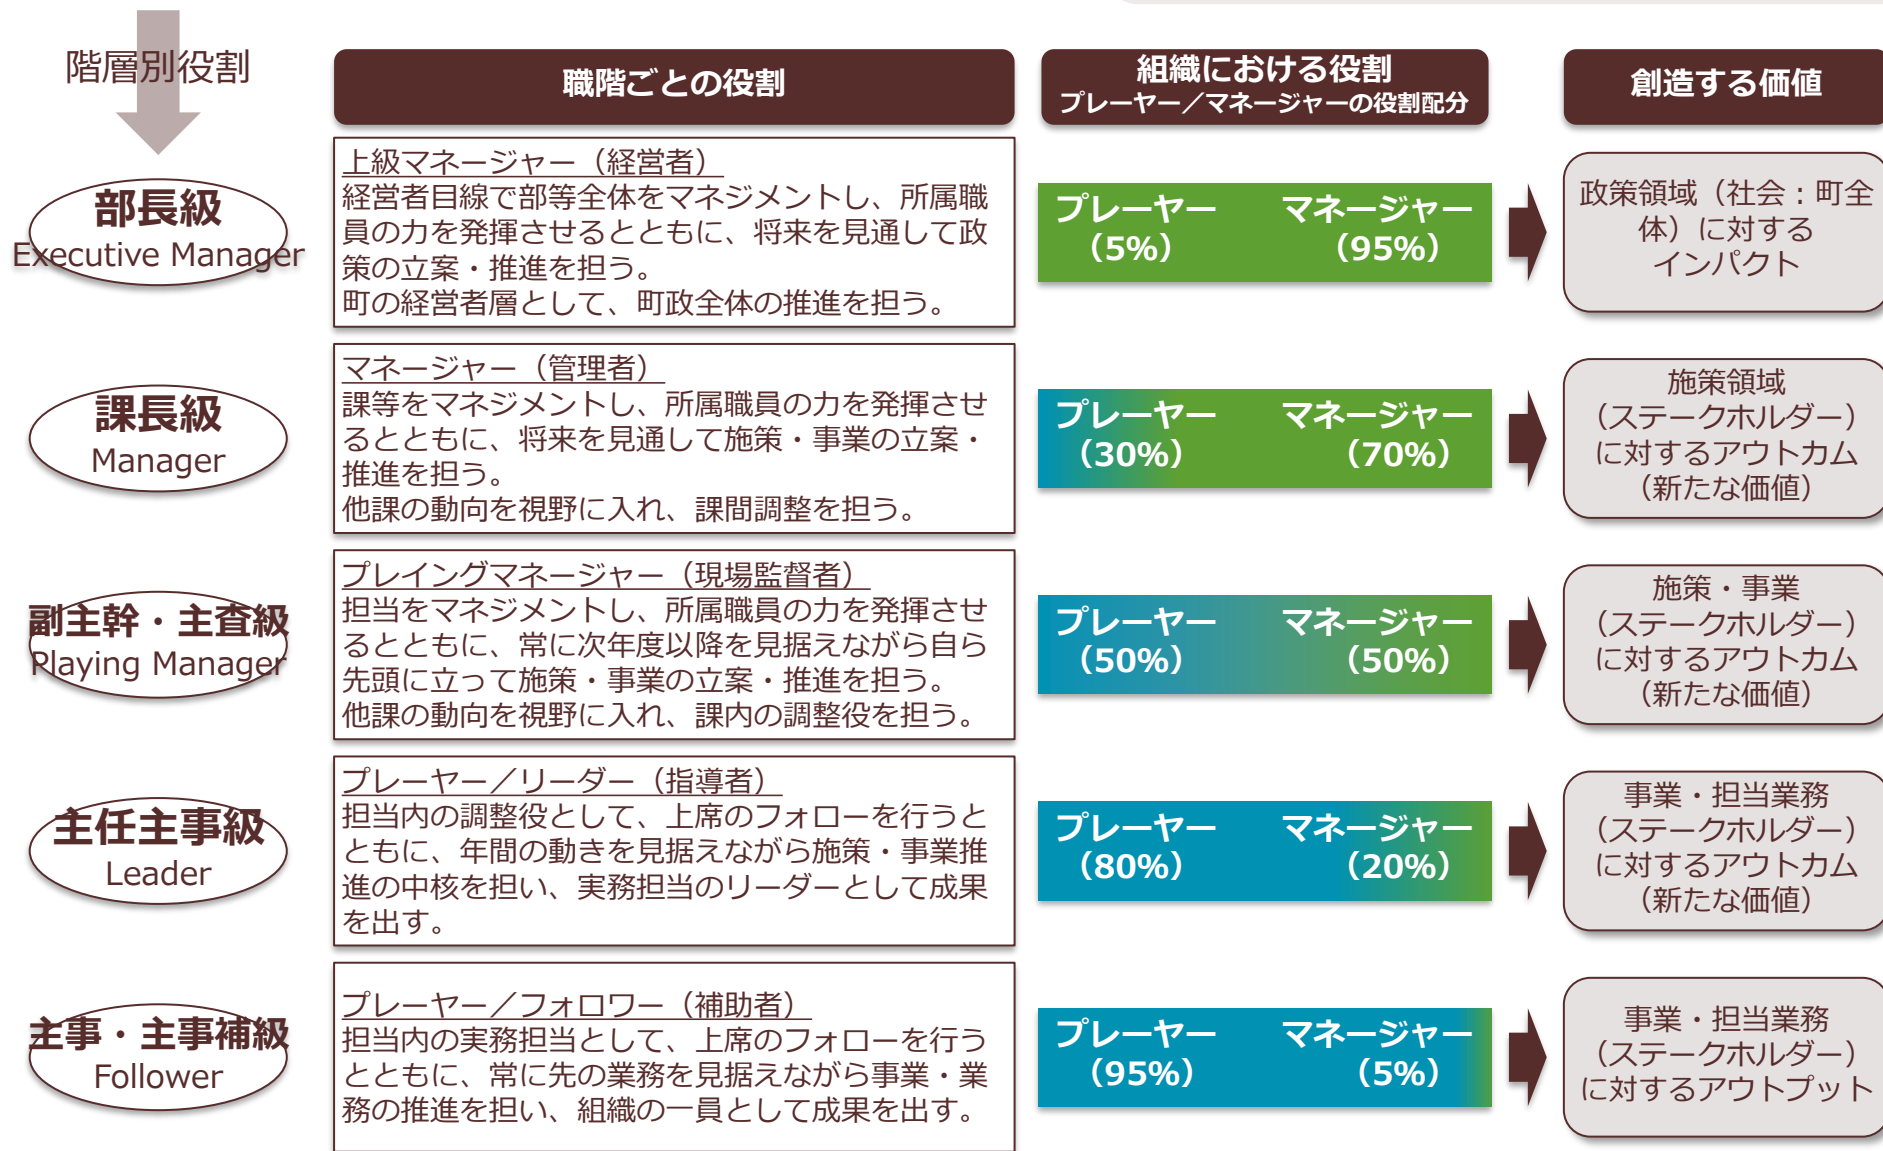 階層別役割
職階ごとの役割
組織における役割
プレーヤー／マネージャーの役割配分
創造する価値
部長級
Executive Manager
上級マネージャー（経営者）
経営者目線で部等全体をマネジメントし、所属職
員の力を発揮させるとともに、将来を見通して政
策の立案・推進を担う。
町の経営者層として、町政全体の推進を担う。
プレーヤー　マネージャー
（5%）　（95%）
政策領域（社会：町全
体）に対する
インパクト
課長級
Manager
マネージャー（管理者）
課等をマネジメントし、所属職員の力を発揮させ
るとともに、将来を見通して施策・事業の立案・
推進を担う。
他課の動向を視野に入れ、課間調整を担う。
プレーヤー　マネージャー
（30%）　（70%）
施策領域
（ステークホルダー）
に対するアウトカム
（新たな価値）
副主幹・主査級
Playing Manager
プレイングマネージャー（現場監督者）
担当をマネジメントし、所属職員の力を発揮させ
るとともに、常に次年度以降を見据えながら自ら
先頭に立って施策・事業の立案・推進を担う。
他課の動向を視野に入れ、課内の調整役を担う。
プレーヤー　マネージャー
（50%）　（50%）
施策・事業
（ステークホルダー）
に対するアウトカム
（新たな価値）
主任主事級
Leader
プレーヤー／リーダー（指導者）
担当内の調整役として、上席のフォローを行うと
ともに、年間の動きを見据えながら施策・事業推
進の中核を担い、実務担当のリーダーとして成果
を出す。
プレーヤー　マネージャー
（80%）　（20%）
事業・担当業務
（ステークホルダー）
に対するアウトカム
（新たな価値）
主事・主事補級
Follower
プレーヤー／フォロワー（補助者）
担当内の実務担当として、上席のフォローを行う
とともに、常に先の業務を見据えながら事業・業
務の推進を担い、組織の一員として成果を出す。
プレーヤー　マネージャー
（95%）　（5%）
事業・担当業務
（ステークホルダー）
に対するアウトプット